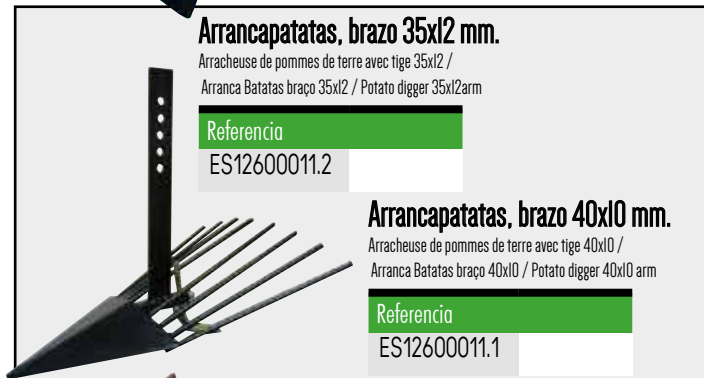 Arrancapatatas, brazo 35x12 mm.
Arracheuse de pommes de terre avec tige 35x12 /
Arranca Batatas braço 35x12 / Potato digger 35x12arm
Referencia
ES12600011.2
Arrancapatatas, brazo 40x10 mm.
Arracheuse de pommes de terre avec tige 40x10 /
Arranca Batatas braço 40x10 / Potato digger 40x10 arm
Referencia
ES12600011.1